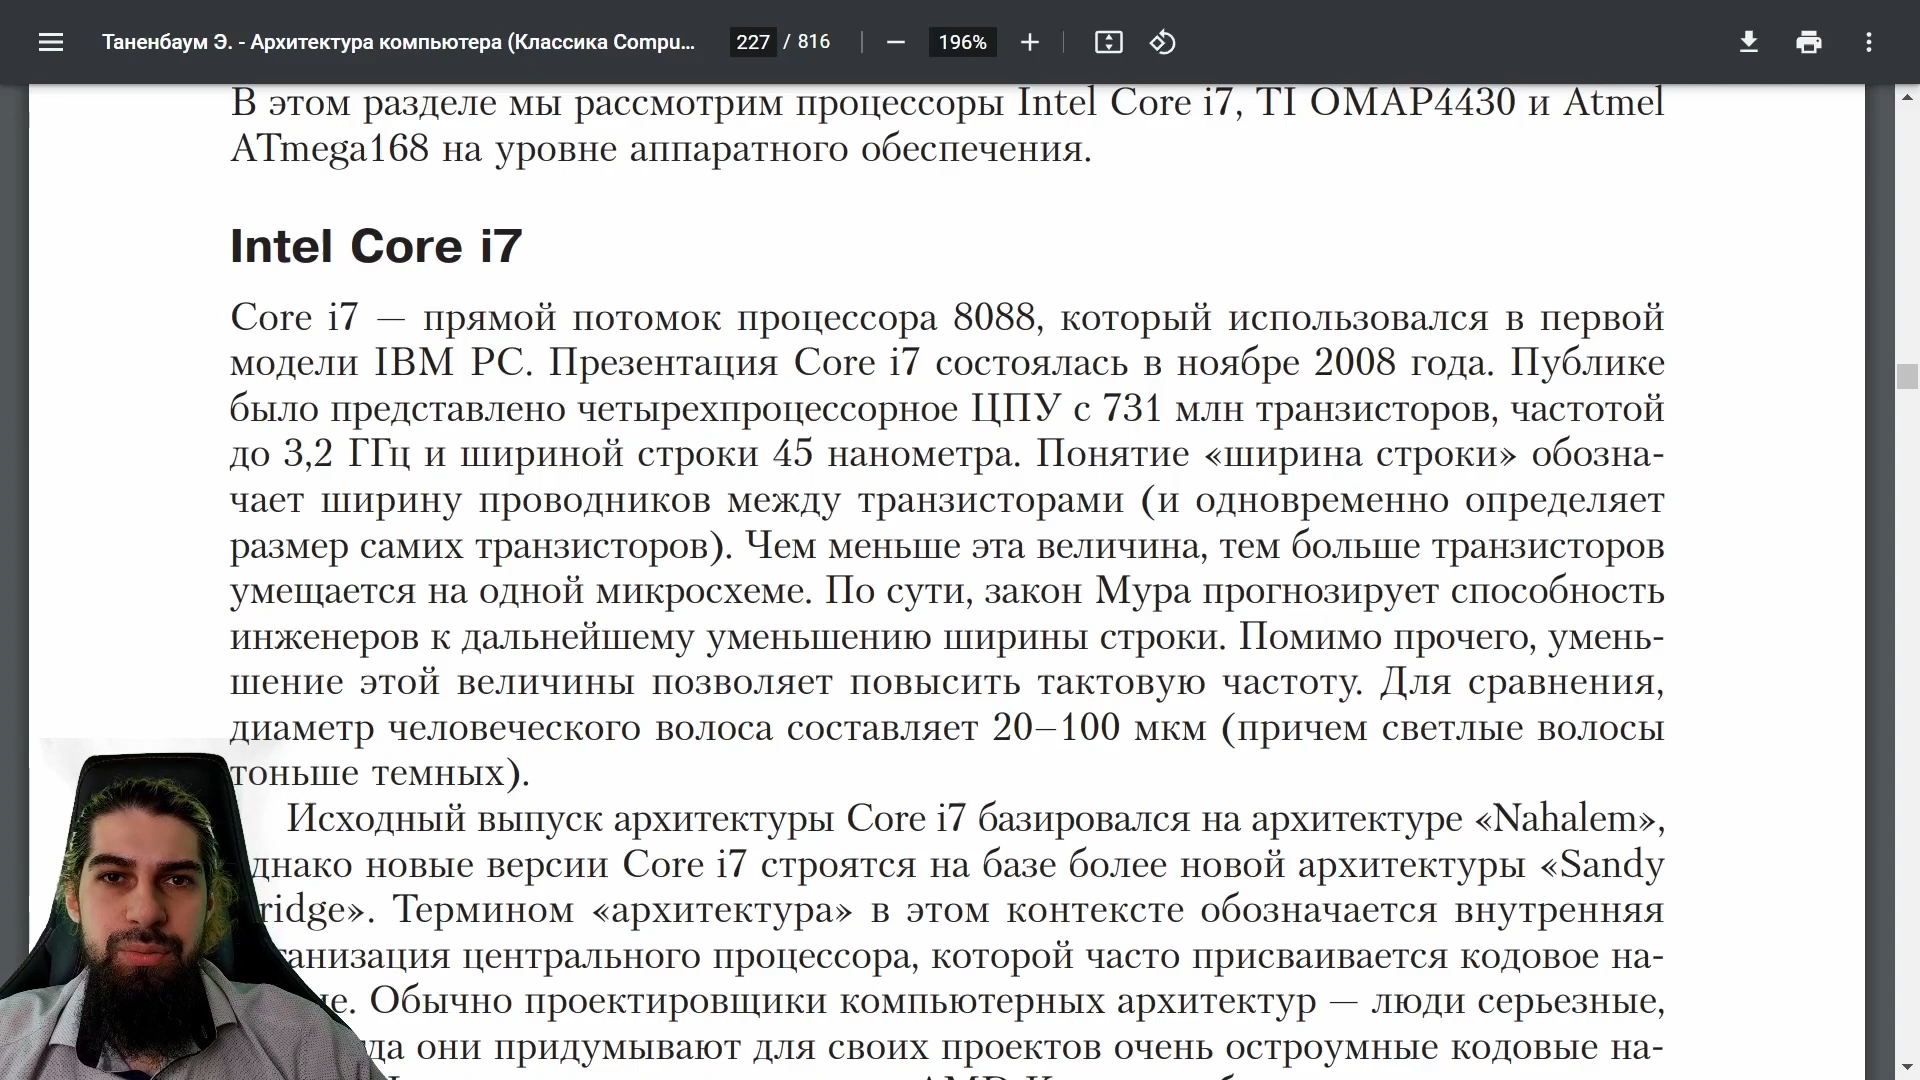 Таненбаум Э. - Архитектура компьютера (Классика Compu...
227 / 816
196%
В этом разделе мы рассмотрим процессоры Intel Core i7, TI OMAP4430 и Atmel
ATmega168 на уровне аппаратного обеспечения.
Intel Core i7
Core i7 — прямой потомок процессора 8088, который использовался в первой
модели IBM PC. Презентация Core i7 состоялась в ноябре 2008 года. Публике
было представлено четырехпроцессорное ЦПУ с 731 млн транзисторов, частотой
до 3,2 ГГц и шириной строки 45 нанометра. Понятие «ширина строки» обозна-
чает ширину проводников между транзисторами (и одновременно определяет
размер самих транзисторов). Чем меньше эта величина, тем больше транзисторов
умещается на одной микросхеме. По сути, закон Мура прогнозирует способность
инженеров к дальнейшему уменьшению ширины строки. Помимо прочего, умень-
шение этой величины позволяет повысить тактовую частоту. Для сравнения,
диаметр человеческого волоса составляет 20–100 мкм (причем светлые волосы
тоньше темных).
Исходный выпуск архитектуры Core i7 базировался на архитектуре «Nahalem»,
днако новые версии Core i7 строятся на базе более новой архитектуры «Sandy
ridge». Термином «архитектура» в этом контексте обозначается внутренняя
ганизация центрального процессора, которой часто присваивается кодовое на-
ие. Обычно проектировщики компьютерных архитектур — люди серьезные,
гда они придумывают для своих проектов очень остроумные кодовые на-